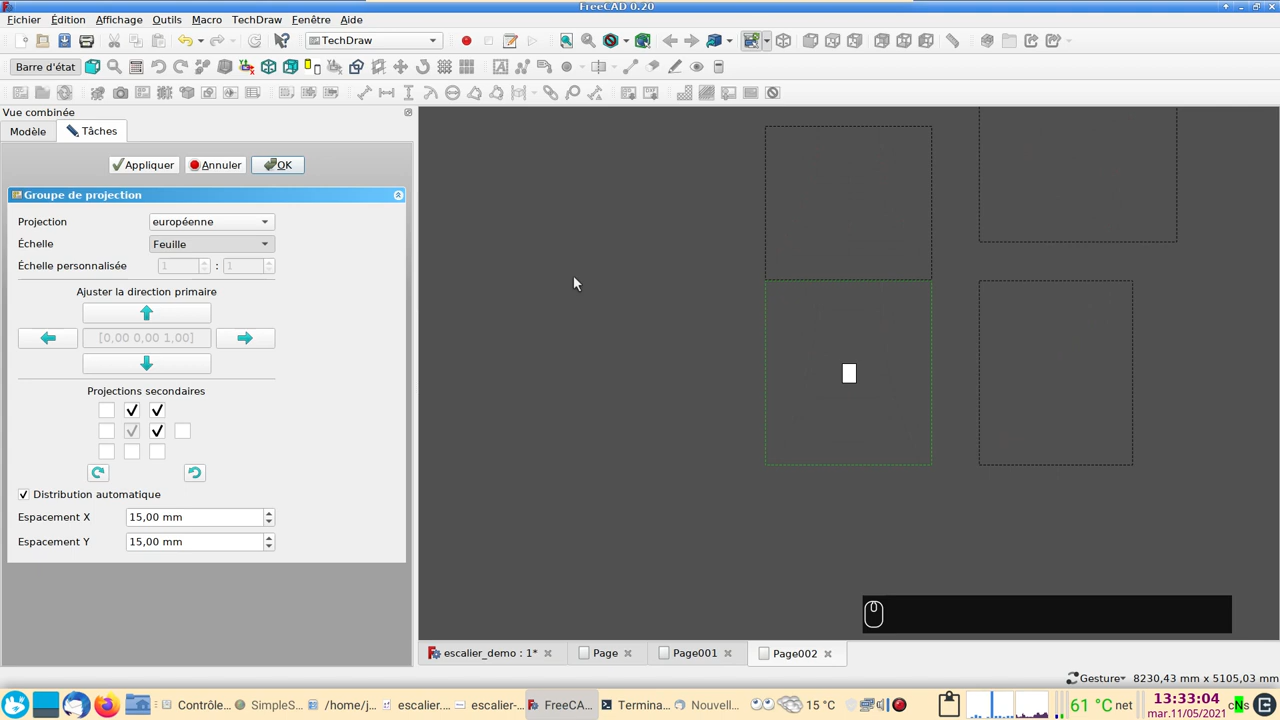 FreeCAD 0.20
Fichier Édition Affichage Outils Macro TechDraw Fenêtre Aide
TechDraw
Barre d'état
Vue combinée
Modèle Tâches
Appliquer Annuler OK
Groupe de projection
Projection européenne
Échelle Feuille
Échelle personnalisée 1 : 1
Ajuster la direction primaire
[0,00 0,00 1,00]
Projections secondaires
Distribution automatique
Espacement X 15,00 mm
Espacement Y 15,00 mm
escalier_demo : 1* Page Page001 Page002
Gesture 8230,43 mm x 5105,03 mm
Contrôle... SimpleS... /home/j... escalier... escalier-... FreeCA... Termina... Nouvell... 15 °C 61 °C net 13:33:04
mar.11/05/2021
cNs